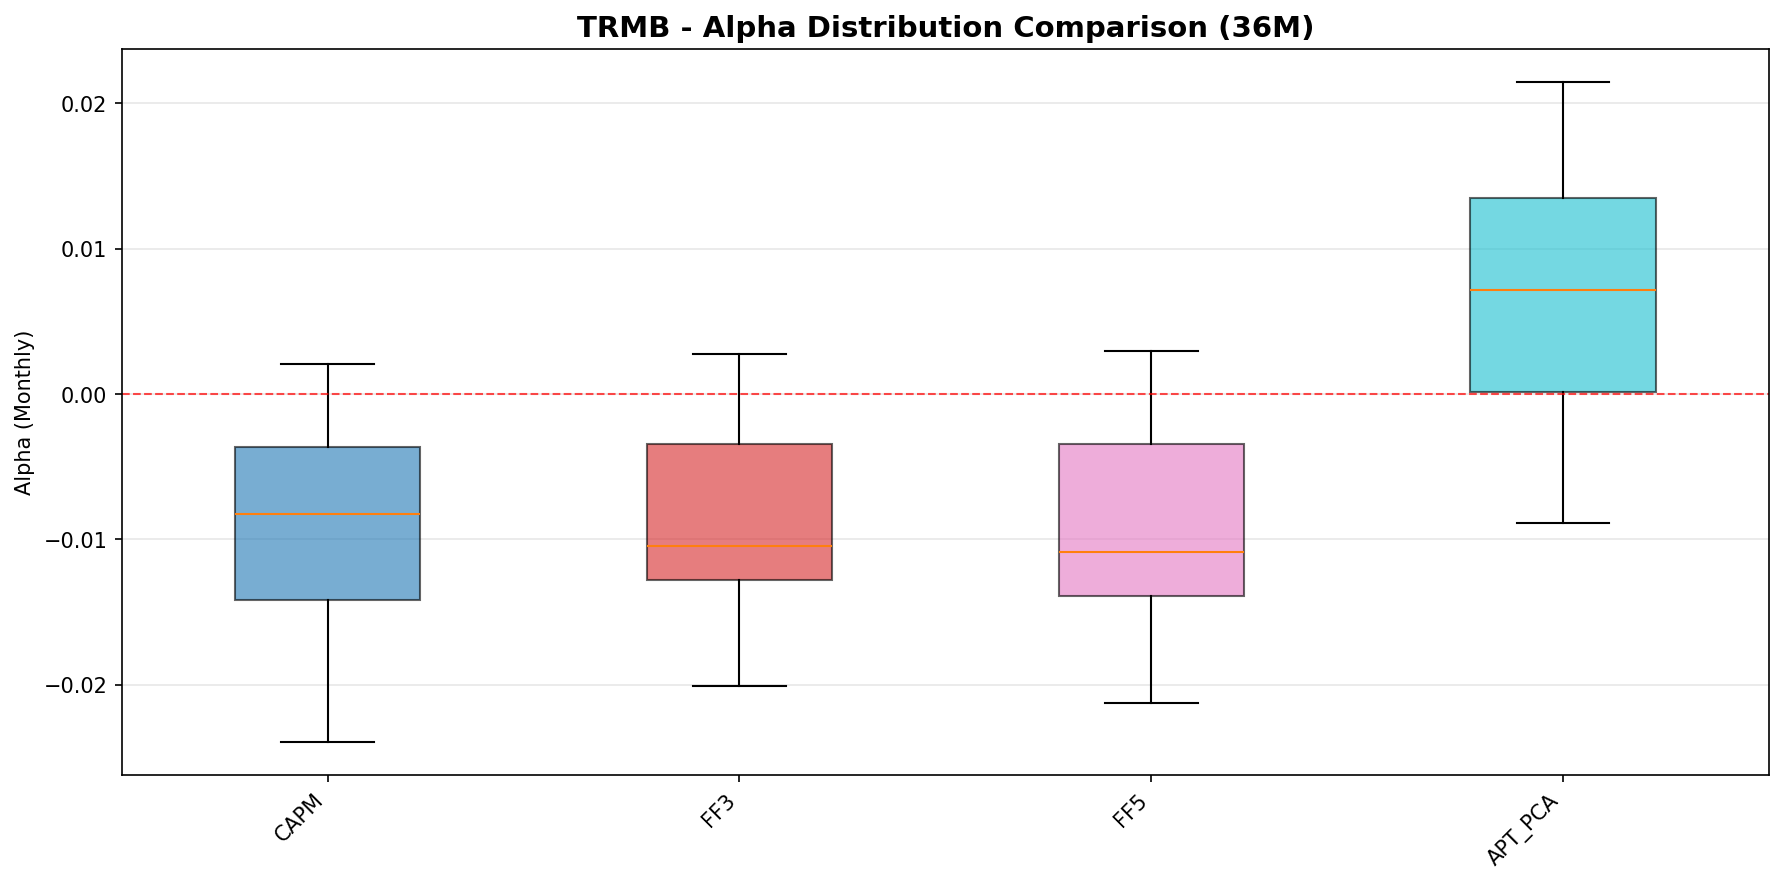 TRMB - Alpha Distribution Comparison (36M)
Alpha (Monthly)
0.02
0.01
0.00
−0.01
−0.02
CAPM
FF3
FF5
APT_PCA